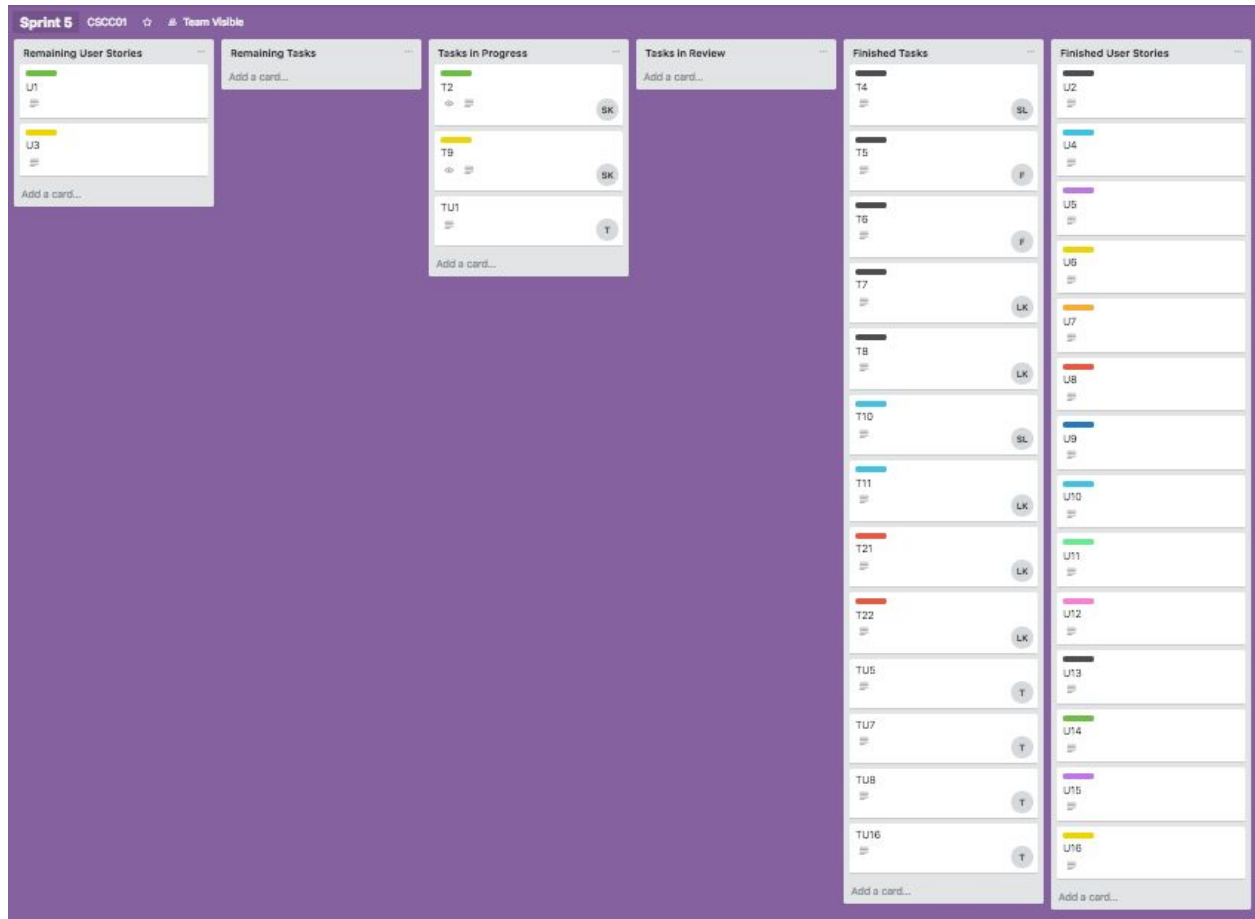 Sprint 5 CSCC01 Team Visible
Remaining User Stories
U1
U3
Add a card...
Remaining Tasks
Add a card...
Tasks in Progress
T2
SK
T9
SK
TU1
T
Add a card...
Tasks in Review
Add a card...
Finished Tasks
T4
SL
T5
F
T6
F
T7
LK
T8
LK
T10
SL
T11
LK
T21
LK
T22
LK
TU5
T
TU7
T
TU8
T
TU16
T
Add a card...
Finished User Stories
U2
U4
U5
U6
U7
U8
U9
U10
U11
U12
U13
U14
U15
U16
Add a card...